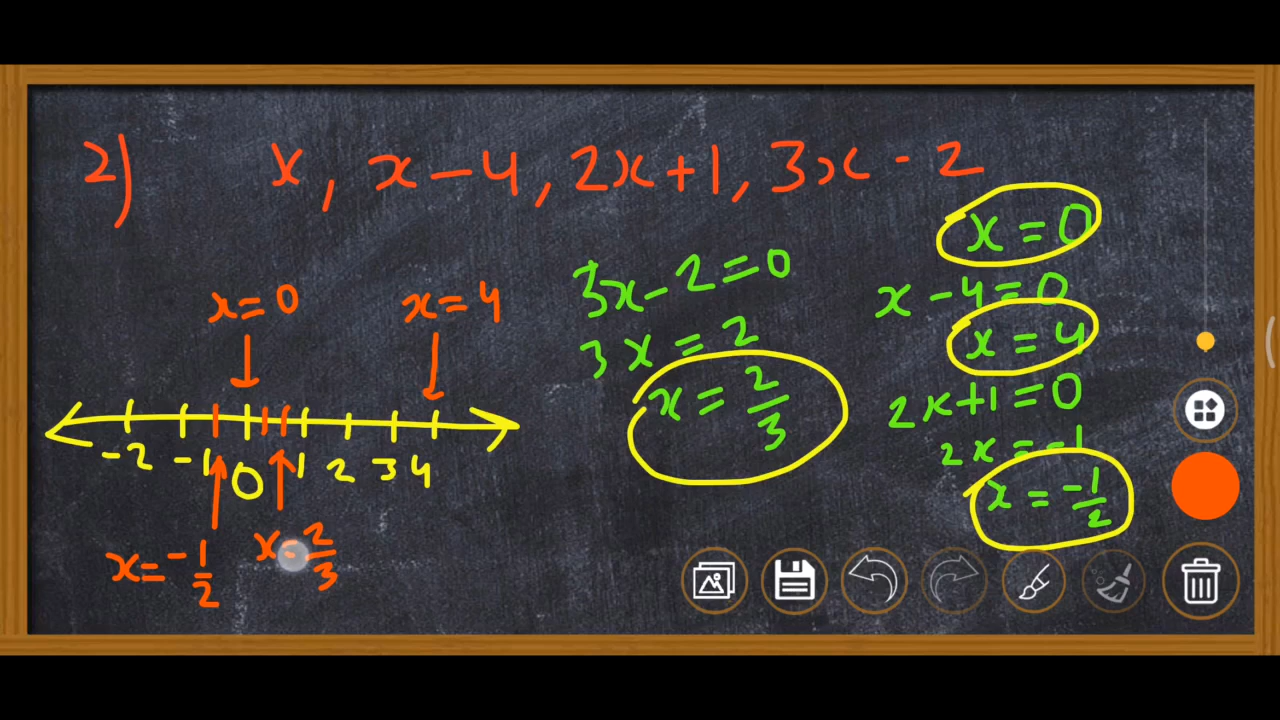 2) x, x-4, 2x+1, 3x-2
x=0
x=4
-2 -1 0 1 2 3 4
x=-1/2
x=2/3
3x-2=0
3x=2
x=2/3
x=0
x-4=0
x=4
2x+1=0
2x=-1
x=-1/2